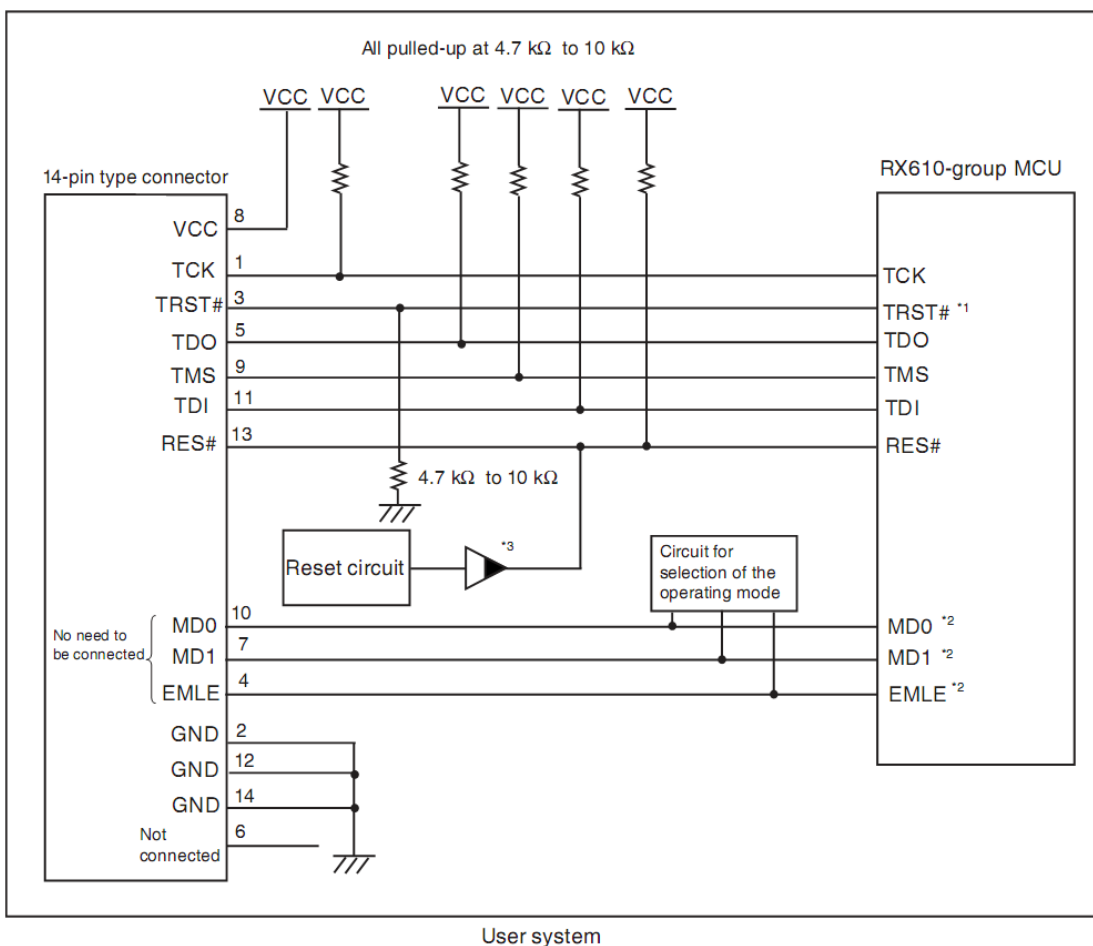 All pulled-up at 4.7 kΩ to 10 kΩ
VCC VCC VCC VCC VCC VCC
14-pin type connector
RX610-group MCU
VCC 8
TCK 1 TCK
TRST# 3 TRST# *1
TDO 5 TDO
TMS 9 TMS
TDI 11 TDI
RES# 13 RES#
4.7 kΩ to 10 kΩ
Reset circuit
*3
Circuit for
selection of the
operating mode
No need to
be connected
MD0 10 MD0 *2
MD1 7 MD1 *2
EMLE 4 EMLE *2
GND 2
GND 12
GND 14
Not
connected
6
User system